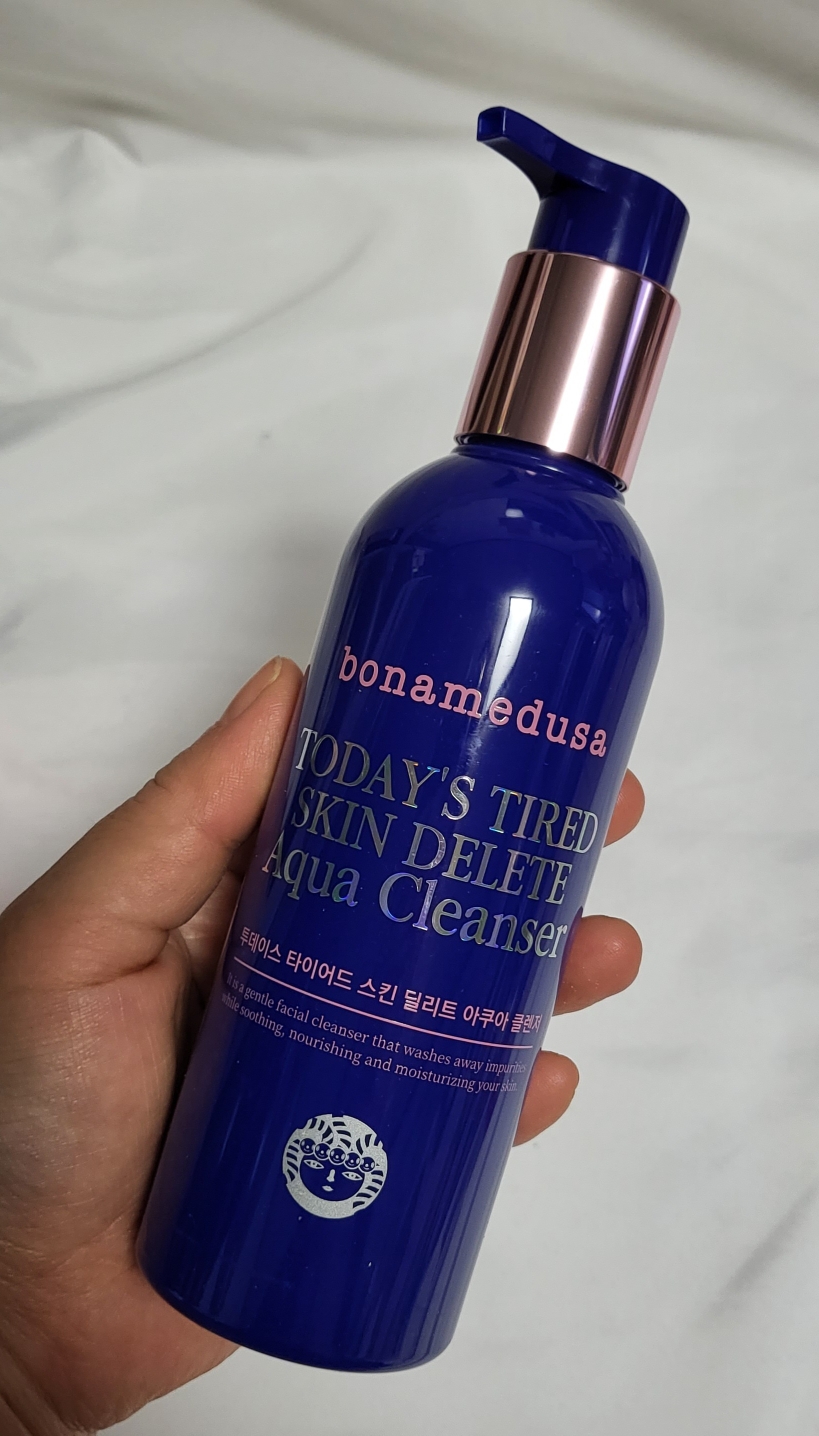 bonamedusa
TODAY'S TIRED
SKIN DELETE
Aqua Cleanser
투데이스 타이어드 스킨 딜리트 아쿠아 클렌저
It is a gentle facial cleanser that washes away impurities
while soothing, nourishing and moisturizing your skin.